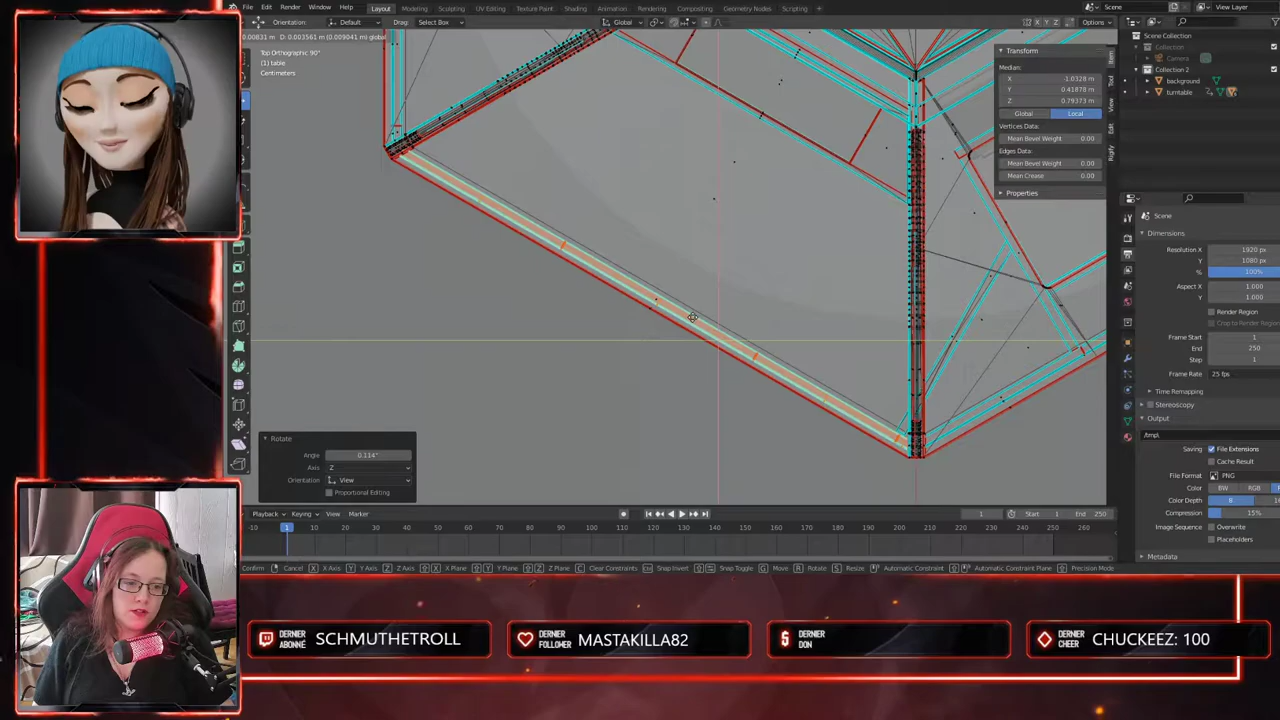 File Edit Render Window Help
Layout Modeling Sculpting UV Editing Texture Paint Shading Animation Rendering Compositing Geometry Nodes Scripting +
Scene
View Layer
Orientation: Default Drag: Select Box Global X Y Z Options
0.00831 m D: 0.003561 m (0.009041 m) global
Top Orthographic 90°
(1) table
Centimeters
Transform
Median:
X -1.0328 m
Y 0.41878 m
Z 0.79373 m
Global Local
Vertices Data:
Mean Bevel Weight 0.00
Edges Data:
Mean Bevel Weight 0.00
Mean Crease 0.00
Properties
Item
Tool
View
Edit
Rigify
Scene Collection
Collection
Camera
Collection 2
background
turntable
Scene
Dimensions
Resolution X 1920 px
Y 1080 px
% 100%
Aspect X 1.000
Y 1.000
Render Region
Crop to Render Region
Frame Start 1
End 250
Step 1
Frame Rate 25 fps
Time Remapping
Stereoscopy
Output
/tmp\
Saving File Extensions
Cache Result
File Format PNG
Color BW RGB
Color Depth 8
Compression 15%
Image Sequence Overwrite
Placeholders
Metadata
Rotate
Angle 0.114°
Axis Z
Orientation View
Proportional Editing
Playback Keying View Marker
1 Start 1 End 250
-10 1 10 20 30 40 50 60 70 80 90 100 110 120 130 140 150 160 170 180 190 200 210 220 230 240 250 260
Confirm Cancel X X Axis Y Y Axis Z Z Axis X X Plane Y Y Plane Z Z Plane C Clear Constraints Snap Invert Snap Toggle G Move R Rotate S Resize Automatic Constraint Automatic Constraint Plane Precision Mode
DERNIER ABONNE SCHMUTHETROLL
DERNIER FOLLOWER MASTAKILLA82
DERNIER DON
DERNIER CHEER CHUCKEEZ: 100